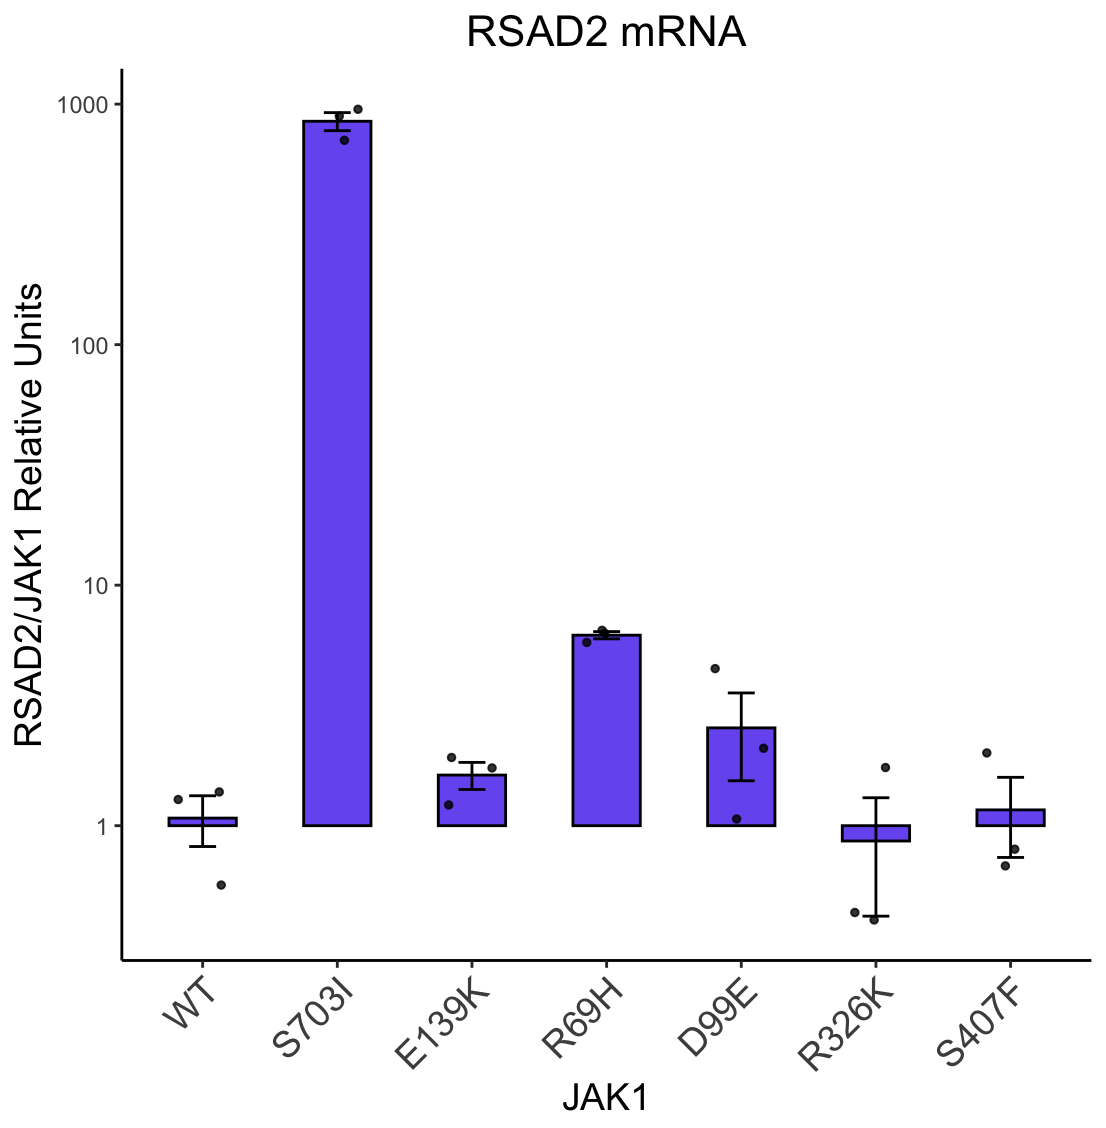 RSAD2 mRNA
RSAD2/JAK1 Relative Units
1000
100
10
1
WT
S703I
E139K
R69H
D99E
R326K
S407F
JAK1